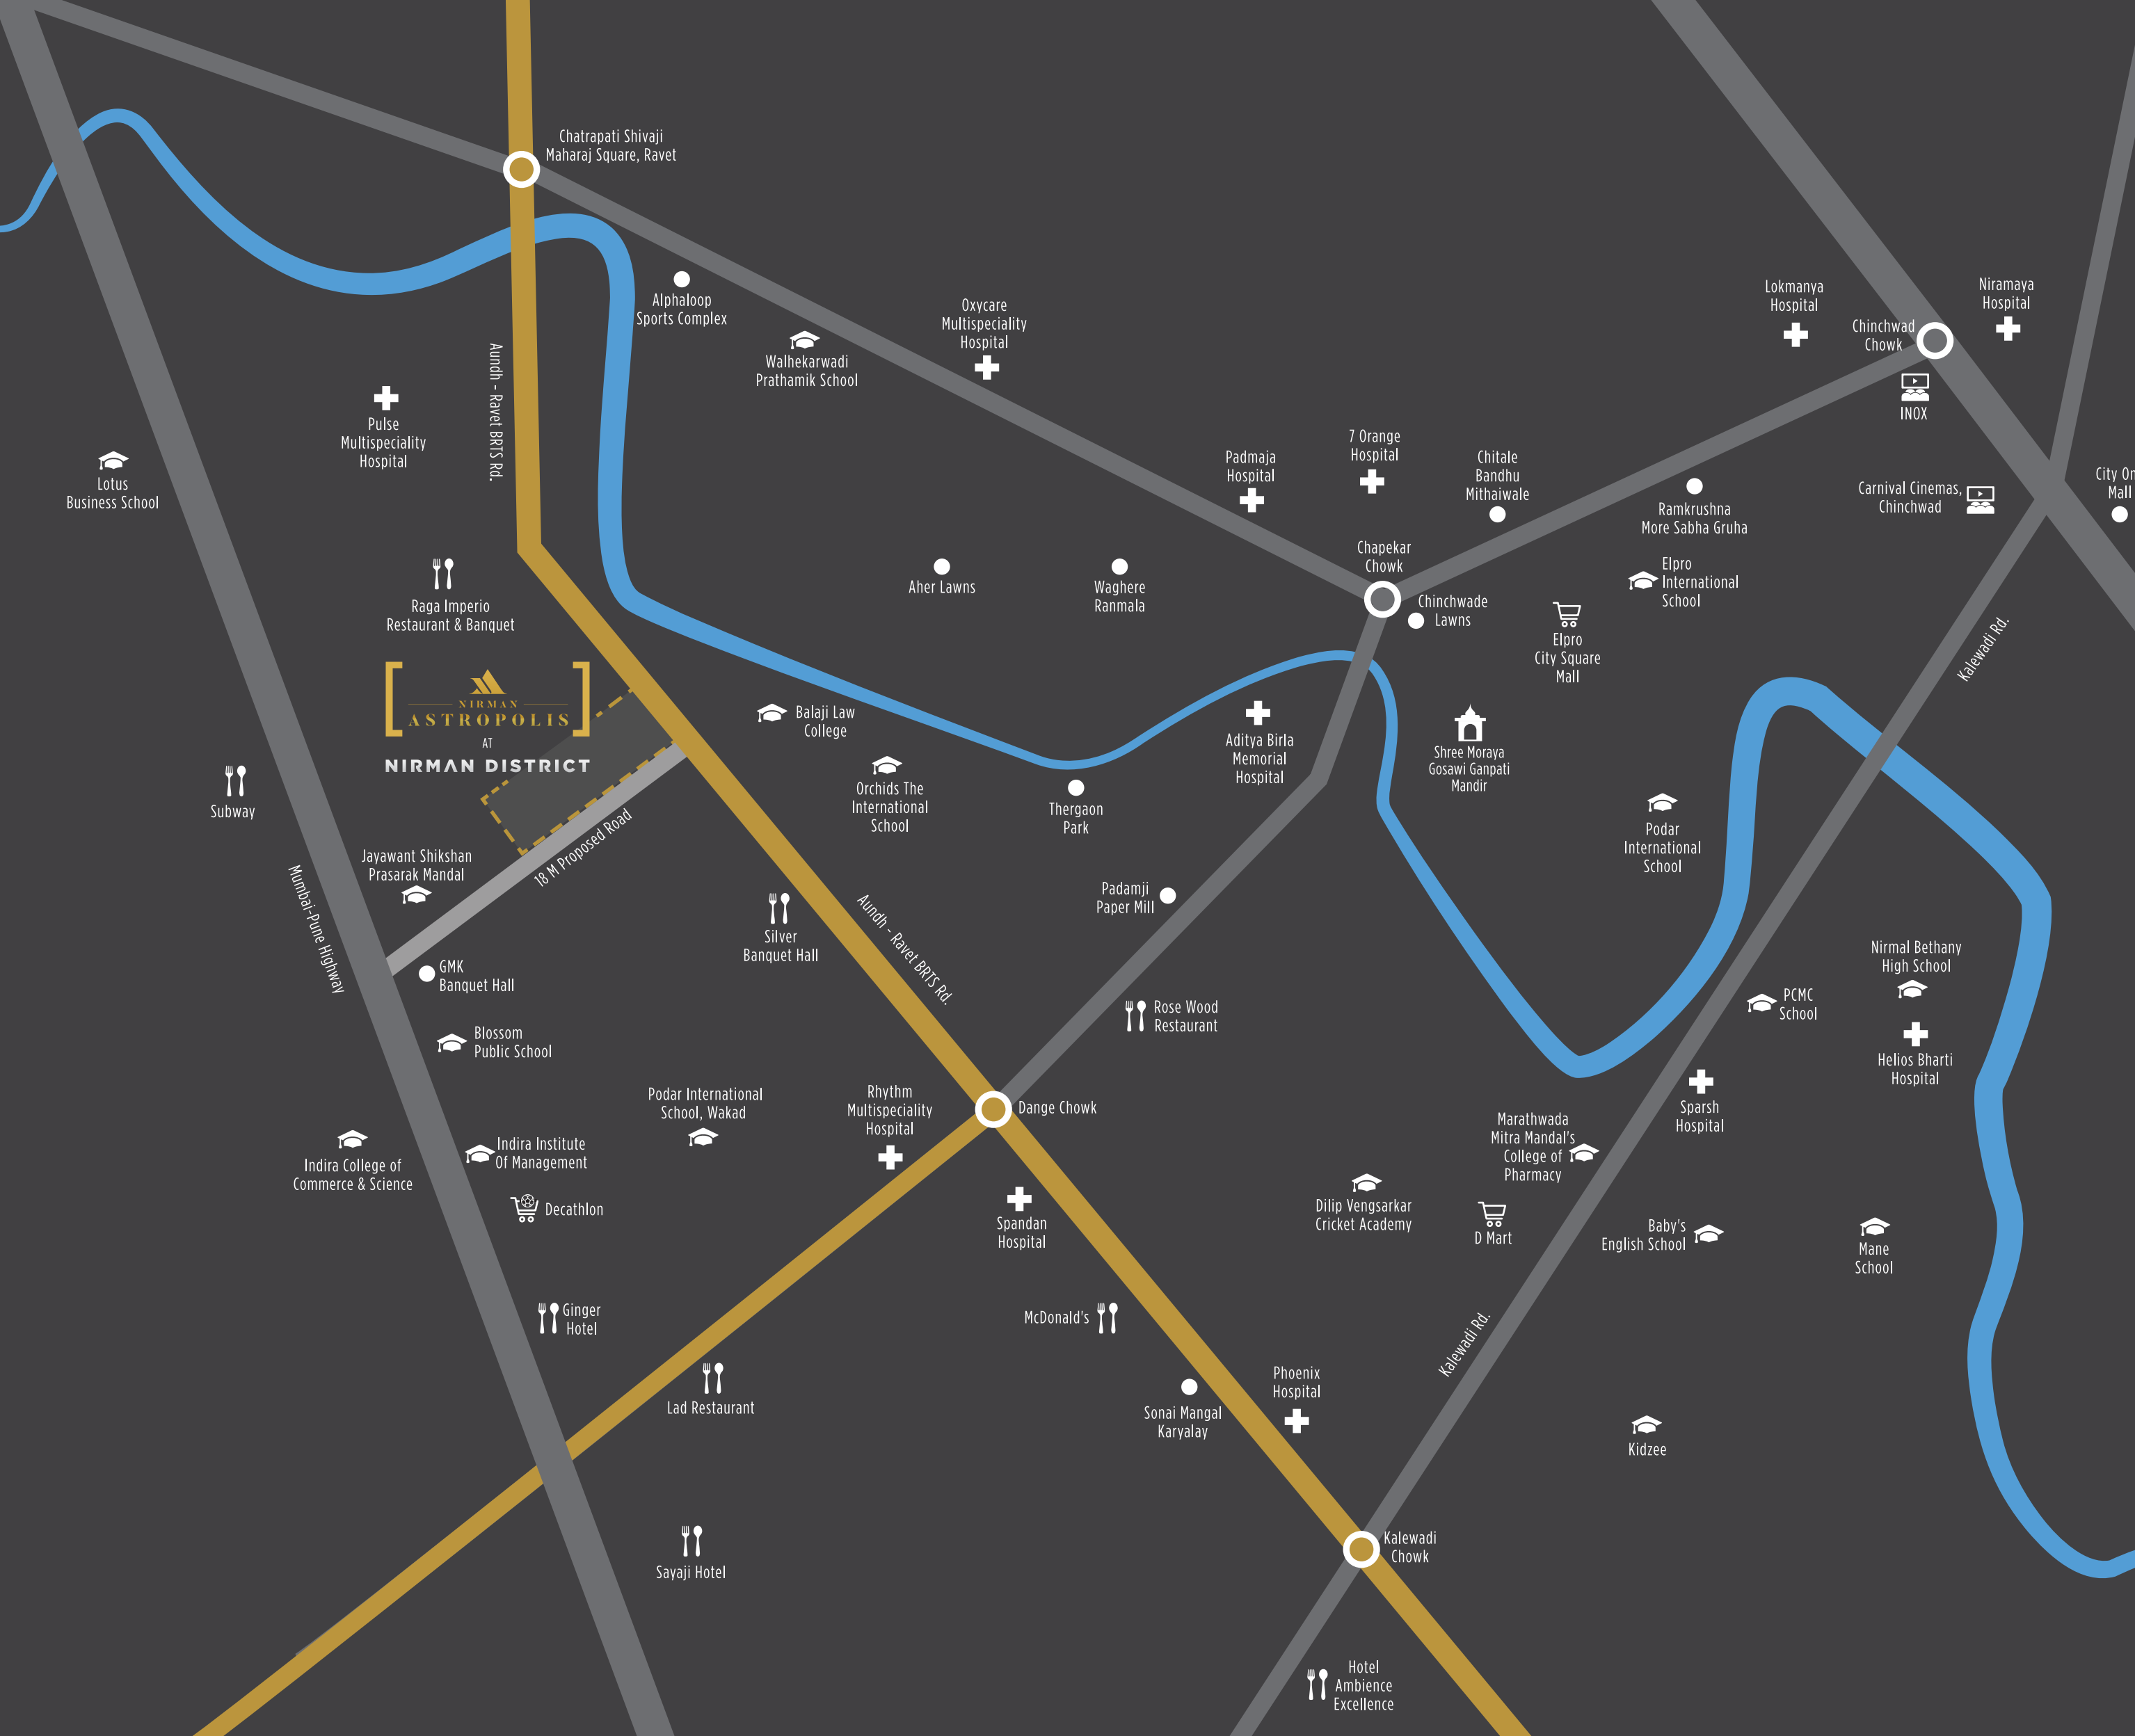 Chatrapati Shivaji
Maharaj Square, Ravet
Alphaloop
Sports Complex
Walhekarwadi
Prathamik School
Oxycare
Multispeciality
Hospital
Lokmanya
Hospital
Niramaya
Hospital
Chinchwad
Chowk
INOX
Aundh - Ravet BRTS Rd.
Pulse
Multispeciality
Hospital
Lotus
Business School
Padmaja
Hospital
7 Orange
Hospital
Chitale
Bandhu
Mithaiwale
Ramkrushna
More Sabha Gruha
Carnival Cinemas,
Chinchwad
City On
Mall
Chapekar
Chowk
Chinchwade
Lawns
Elpro
International
School
Elpro
City Square
Mall
Kalewadi Rd.
Aher Lawns
Waghere
Ranmala
Raga Imperio
Restaurant & Banquet
NIRMAN
ASTROPOLIS
AT
NIRMAN DISTRICT
Balaji Law
College
Orchids The
International
School
Thergaon
Park
Aditya Birla
Memorial
Hospital
Shree Moraya
Gosawi Ganpati
Mandir
Podar
International
School
Subway
18 M Proposed Road
Jayawant Shikshan
Prasarak Mandal
Mumbai-Pune Highway
GMK
Banquet Hall
Silver
Banquet Hall
Aundh - Ravet BRTS Rd.
Padamji
Paper Mill
Rose Wood
Restaurant
Nirmal Bethany
High School
PCMC
School
Helios Bharti
Hospital
Sparsh
Hospital
Blossom
Public School
Podar International
School, Wakad
Rhythm
Multispeciality
Hospital
Dange Chowk
Indira College of
Commerce & Science
Indira Institute
Of Management
Decathlon
Spandan
Hospital
Marathwada
Mitra Mandal's
College of
Pharmacy
Dilip Vengsarkar
Cricket Academy
D Mart
Baby's
English School
Mane
School
Ginger
Hotel
McDonald's
Kalewadi Rd.
Lad Restaurant
Sonai Mangal
Karyalay
Phoenix
Hospital
Kidzee
Sayaji Hotel
Kalewadi
Chowk
Hotel
Ambience
Excellence